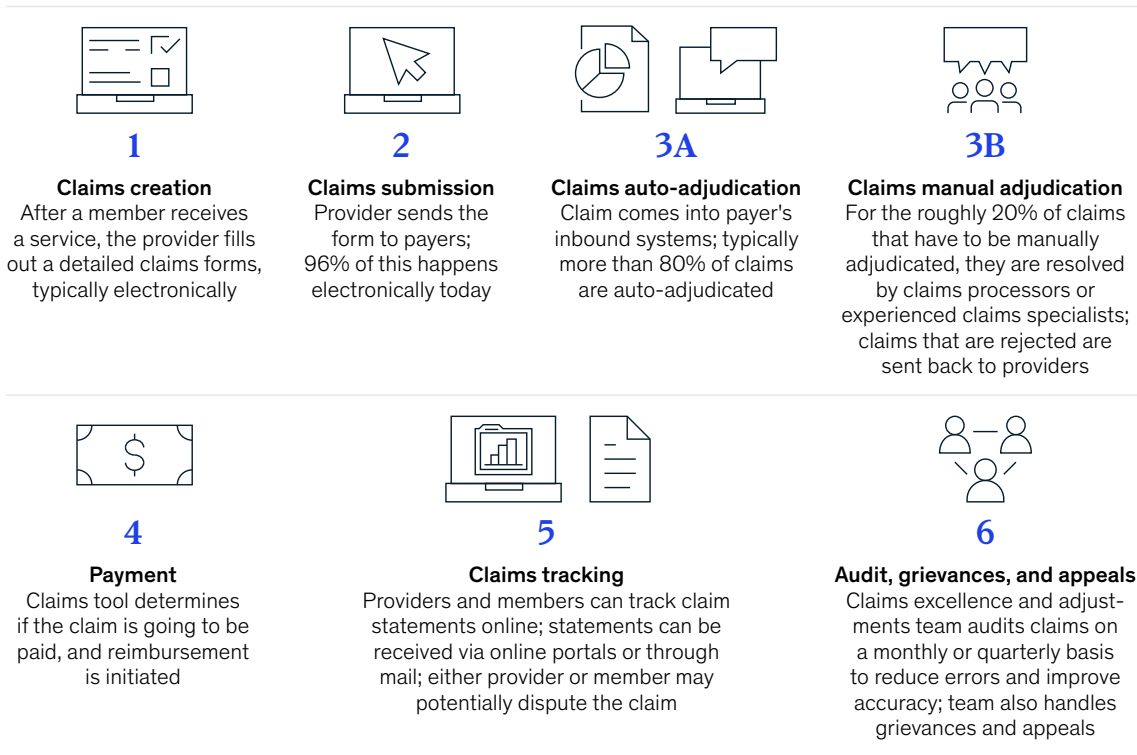 1
Claims creation
After a member receives
a service, the provider fills
out a detailed claims forms,
typically electronically
2
Claims submission
Provider sends the
form to payers;
96% of this happens
electronically today
3A
Claims auto-adjudication
Claim comes into payer's
inbound systems; typically
more than 80% of claims
are auto-adjudicated
3B
Claims manual adjudication
For the roughly 20% of claims
that have to be manually
adjudicated, they are resolved
by claims processors or
experienced claims specialists;
claims that are rejected are
sent back to providers
$
4
Payment
Claims tool determines
if the claim is going to be
paid, and reimbursement
is initiated
5
Claims tracking
Providers and members can track claim
statements online; statements can be
received via online portals or through
mail; either provider or member may
potentially dispute the claim
6
Audit, grievances, and appeals
Claims excellence and adjust-
ments team audits claims on
a monthly or quarterly basis
to reduce errors and improve
accuracy; team also handles
grievances and appeals